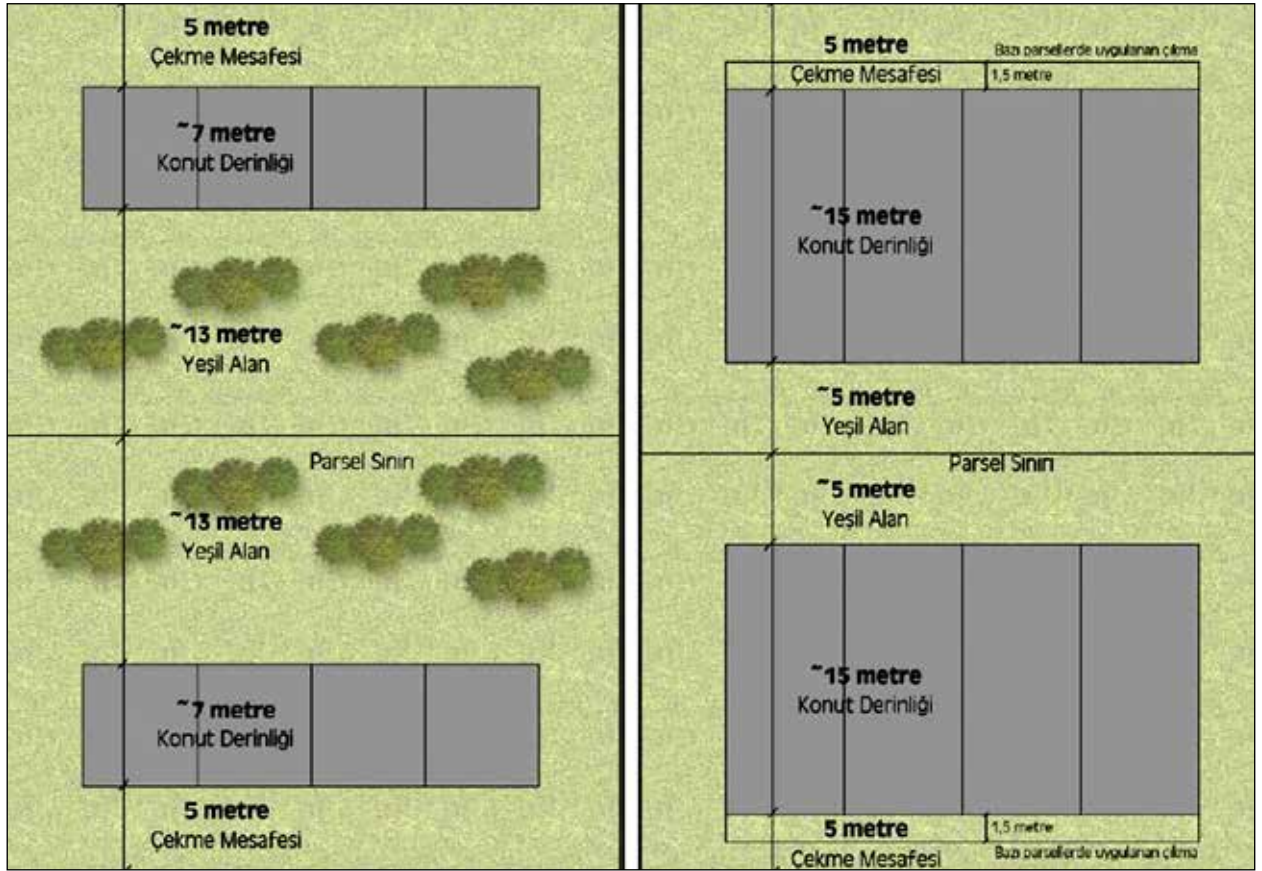 5 metre
Çekme Mesafesi
~7 metre
Konut Derinliği
~13 metre
Yeşil Alan
Parsel Sınırı
~13 metre
Yeşil Alan
~7 metre
Konut Derinliği
5 metre
Çekme Mesafesi
5 metre
Çekme Mesafesi
Bazı parsellerde uygulanan çıkma
1,5 metre
~15 metre
Konut Derinliği
~5 metre
Yeşil Alan
Parsel Sınırı
~5 metre
Yeşil Alan
~15 metre
Konut Derinliği
5 metre
Çekme Mesafesi
1,5 metre
Bazı parsellerde uygulanan çıkma